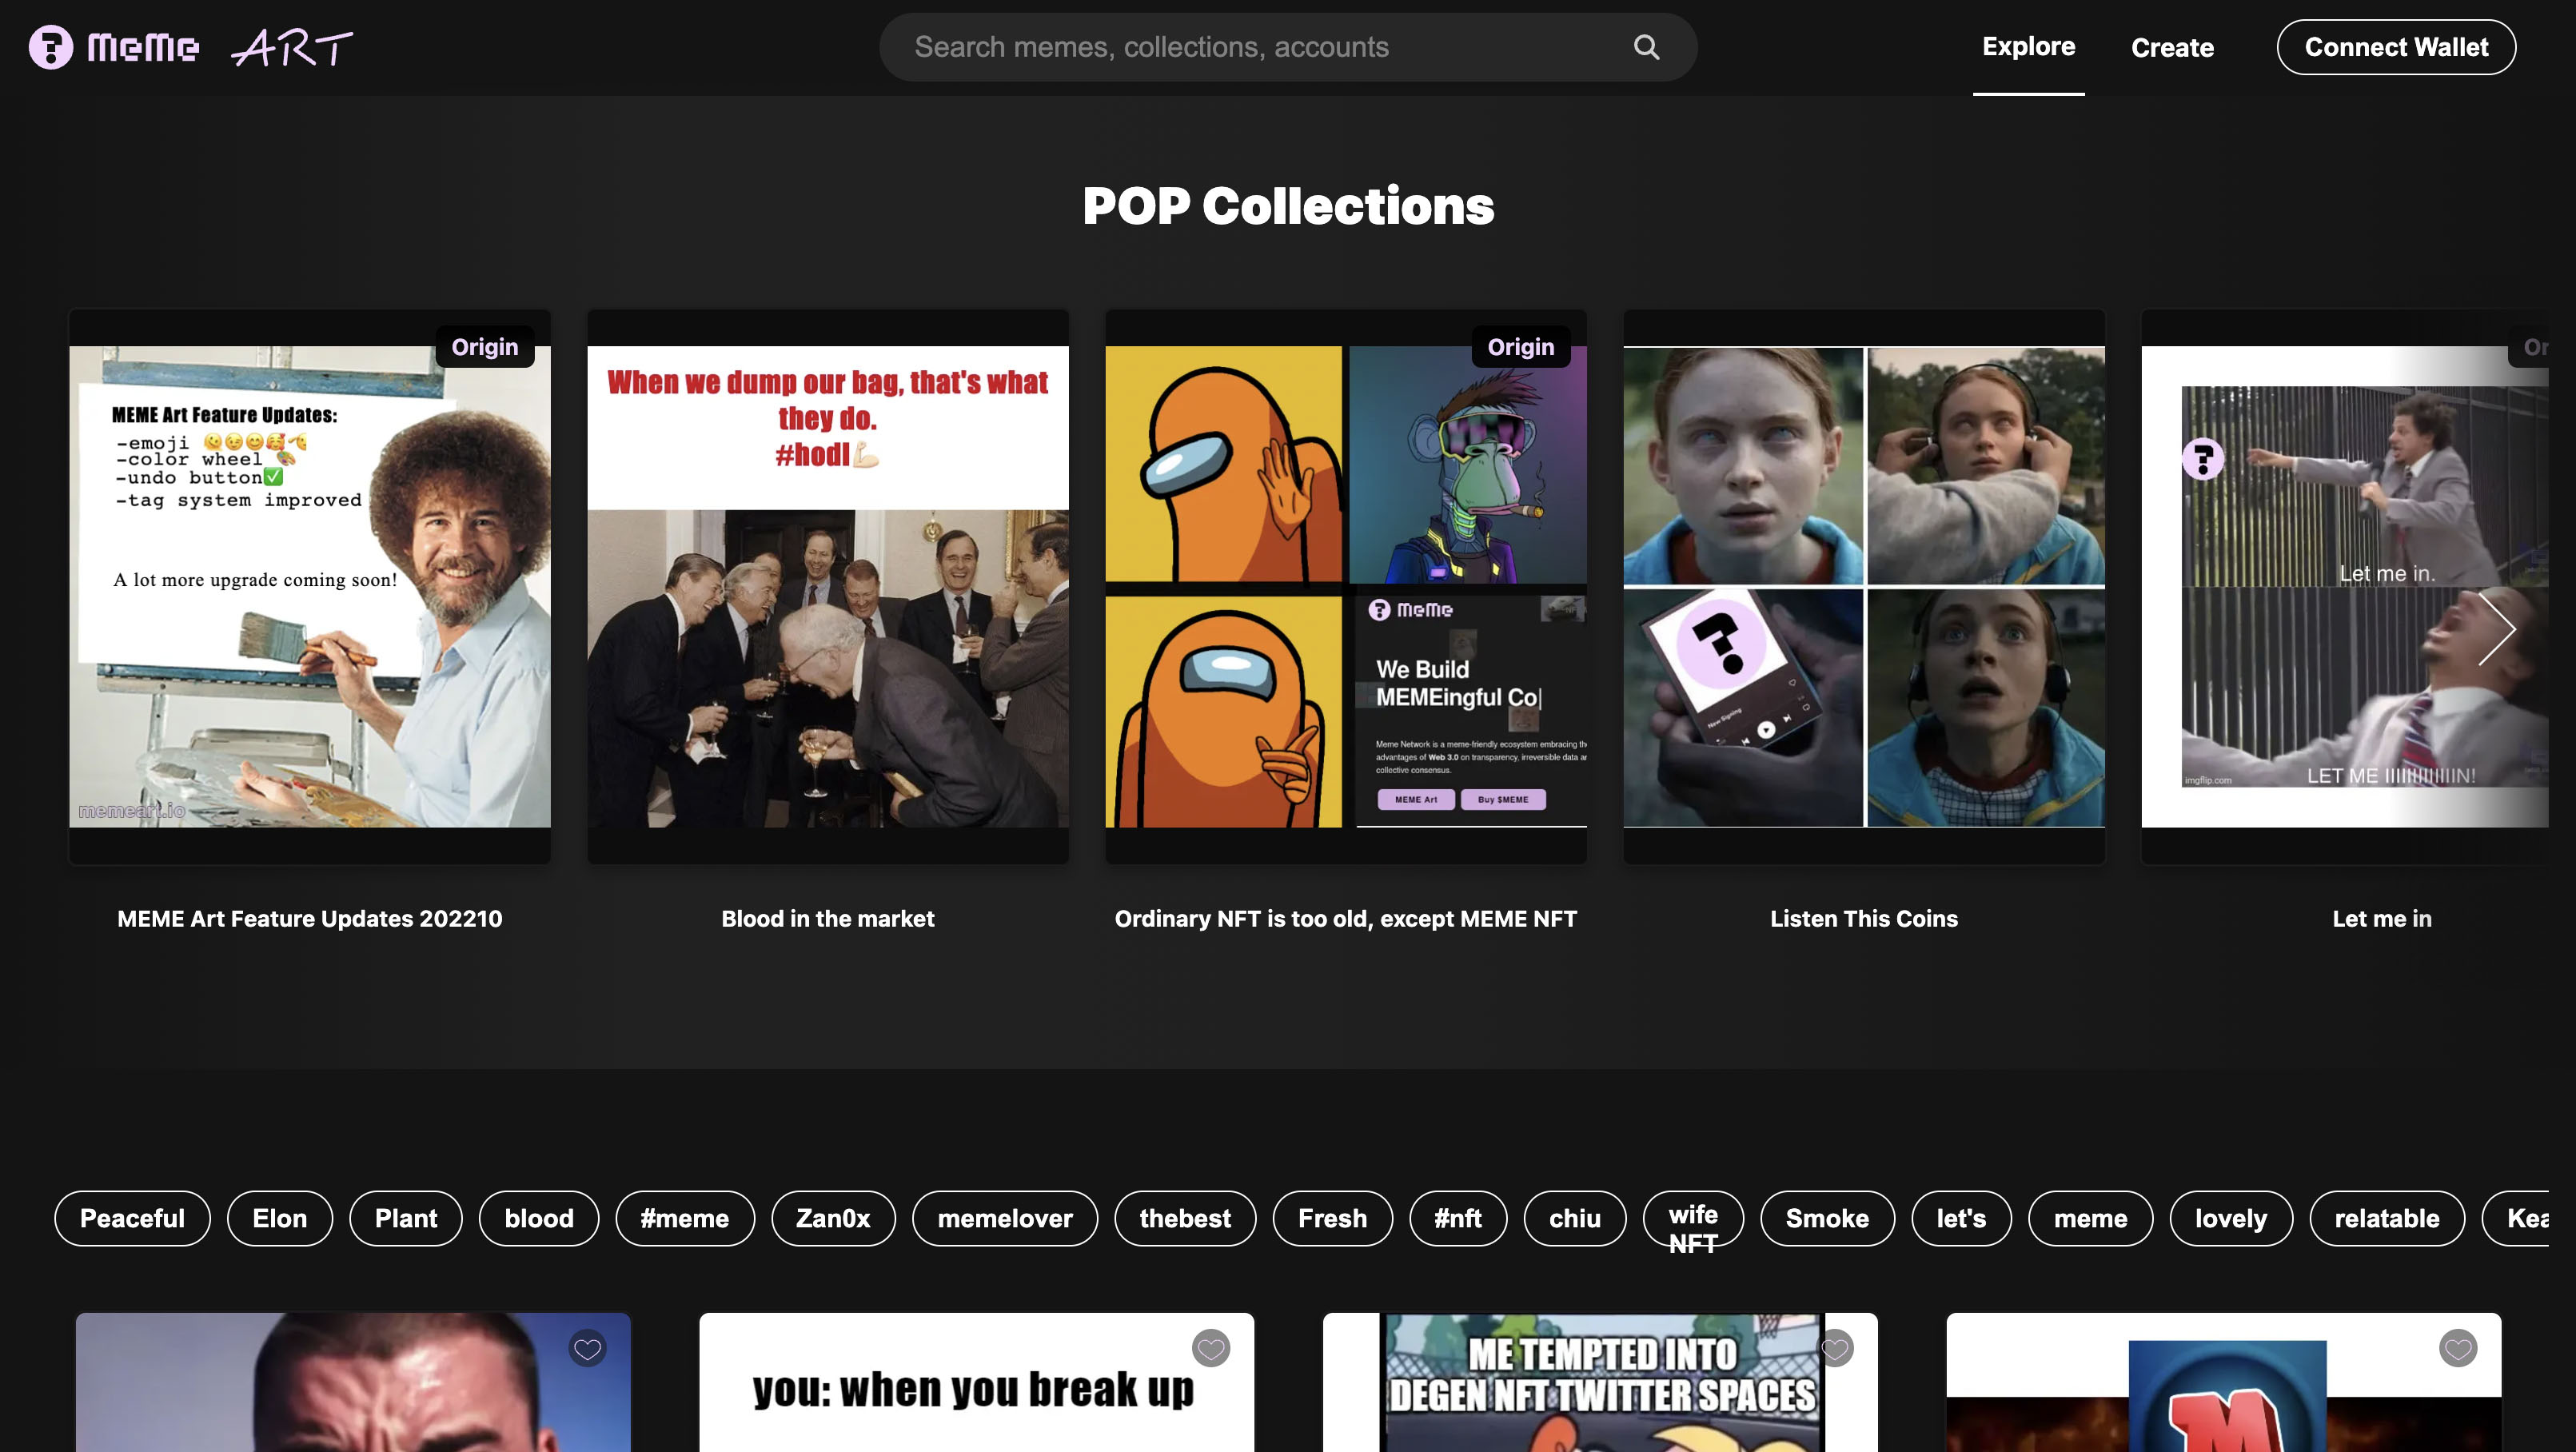 meme ART
Search memes, collections, accounts
Explore
Create
Connect Wallet
POP Collections
Origin
MEME Art Feature Updates:
-emoji 🫠😉😊🥰🫡
-color wheel 🎨
-undo button✅
-tag system improved
A lot more upgrade coming soon!
memeart.io
MEME Art Feature Updates 202210
When we dump our bag, that's what
they do.
#hodl💪🏻
Blood in the market
Origin
meme
We Build
MEMEingful Co|
Meme Network is a meme-friendly ecosystem embracing the
advantages of Web 3.0 on transparency, irreversible data an
collective consensus.
MEME Art
Buy $MEME
Ordinary NFT is too old, except MEME NFT
Now Signing
Listen This Coins
Or
Let me in.
LET ME IIIIIIIIIIIIN!
imgflip.com
Let me in
Peaceful
Elon
Plant
blood
#meme
Zan0x
memelover
thebest
Fresh
#nft
chiu
wife
NFT
Smoke
let's
meme
lovely
relatable
Kea
you: when you break up
ME TEMPTED INTO
DEGEN NFT TWITTER SPACES
M